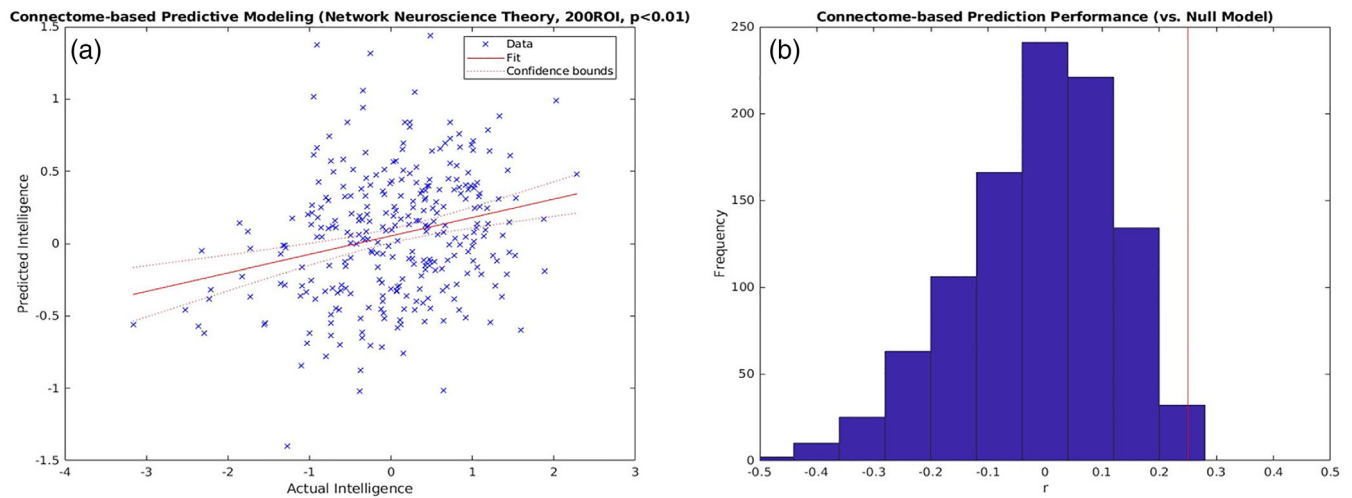 Connectome-based Predictive Modeling (Network Neuroscience Theory, 200ROI, p<0.01)
(a)
Data
Fit
Confidence bounds
1.5
1
0.5
0
-0.5
-1
-1.5
-4
-3
-2
-1
0
1
2
3
Predicted Intelligence
Actual Intelligence
Connectome-based Prediction Performance (vs. Null Model)
(b)
250
200
150
100
50
0
-0.5
-0.4
-0.3
-0.2
-0.1
0
0.1
0.2
0.3
0.4
0.5
Frequency
r